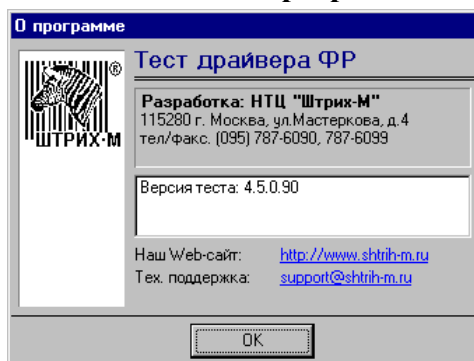 О программе
ШТРИХ-М ®
Тест драйвера ФР
Разработка: НТЦ "Штрих-М"
115280 г. Москва, ул.Мастеркова, д.4
тел/факс. (095) 787-6090, 787-6099
Версия теста: 4.5.0.90
Наш Web-сайт: http://www.shtrih-m.ru
Тех. поддержка: support@shtrih-m.ru
OK